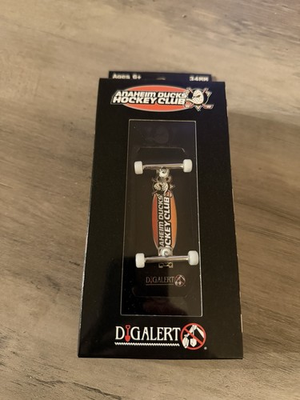 Ages 6+ 34MM
ANAHEIM DUCKS
HOCKEY CLUB
ANAHEIM DUCKS
HOCKEY CLUB
DIGALERT
DIGALERT